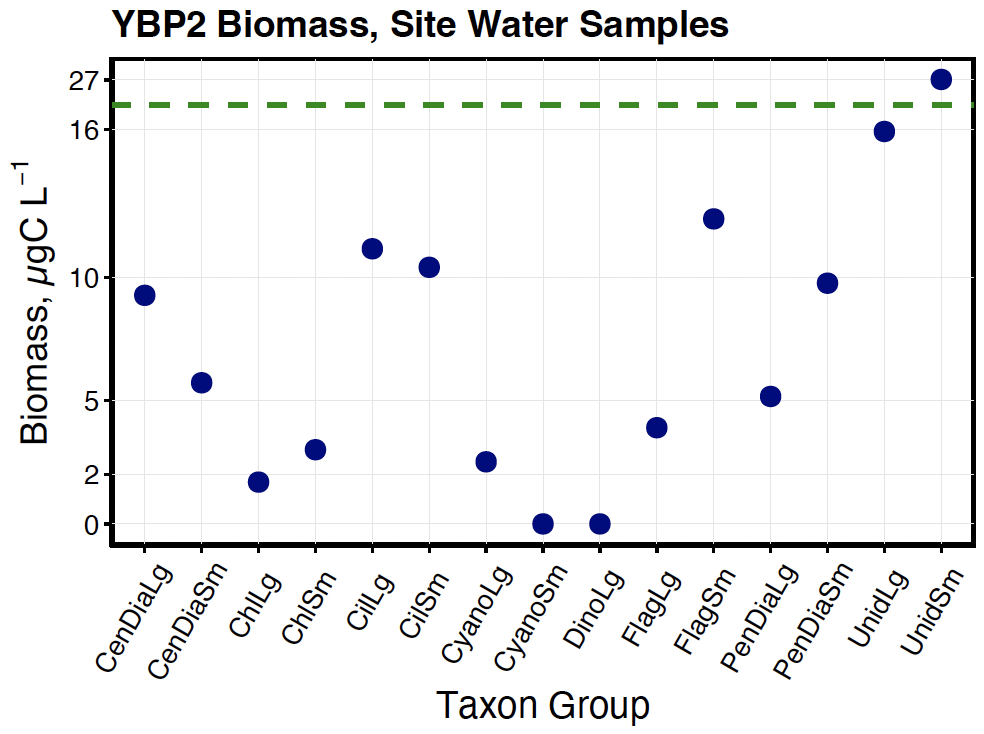 YBP2 Biomass, Site Water Samples
27
16
10
5
2
0
Biomass, µgC L⁻¹
CenDiaLg
CenDiaSm
ChlLg
ChlSm
CilLg
CilSm
CyanoLg
CyanoSm
DinoLg
FlagLg
FlagSm
PenDiaLg
PenDiaSm
UnidLg
UnidSm
Taxon Group